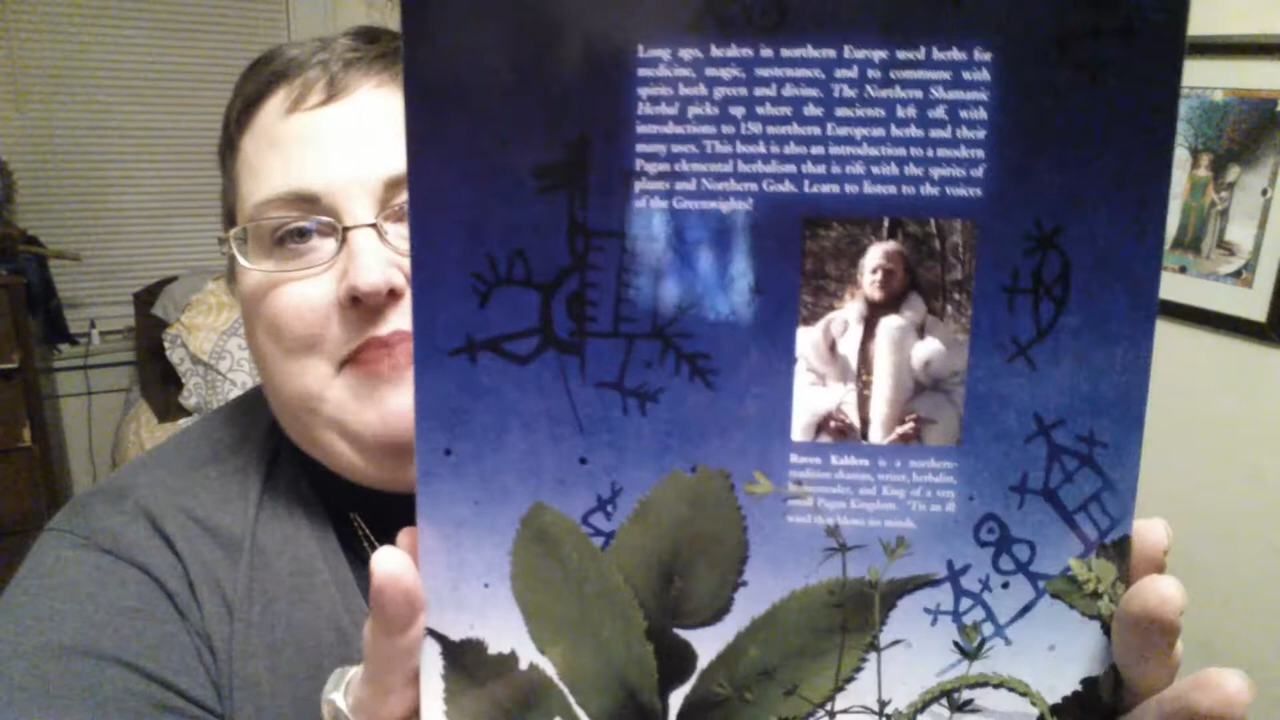 Long ago, healers in northern Europe used herbs for
medicine, magic, sustenance, and to commune with
spirits both green and divine. The Northern Shamanic
Herbal picks up where the ancients left off, with
introductions to 150 northern European herbs and their
many uses. This book is also an introduction to a modern
Pagan elemental herbalism that is rife with the spirits of
plants and Northern Gods. Learn to listen to the voices
of the Greenwights!
Raven Kaldera is a northern-
tradition shaman, writer, herbalist,
homesteader, and King of a very
small Pagan Kingdom. 'Tis an ill
wind that blows no minds.